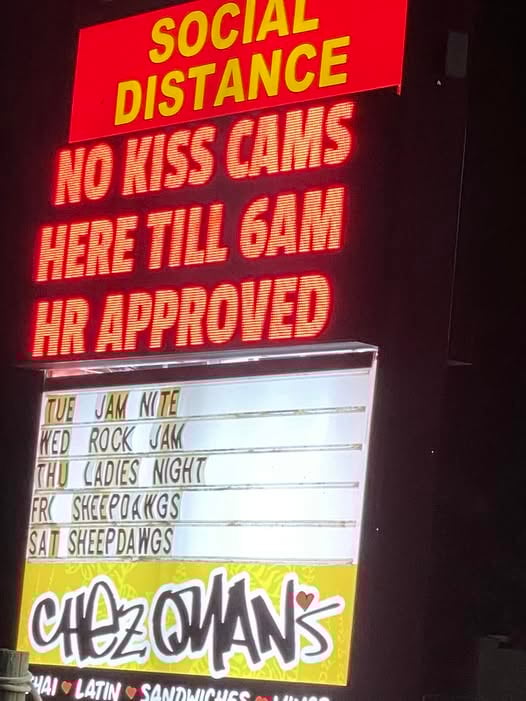 SOCIAL
DISTANCE
NO KISS CAMS
HERE TILL 6AM
HR APPROVED
TUE JAM NITE
WED ROCK JAM
THU LADIES NIGHT
FRI SHEEPDAWGS
SAT SHEEPDAWGS
CHEZ QUAN'S
LATIN ♥ SANDWICHES ♥